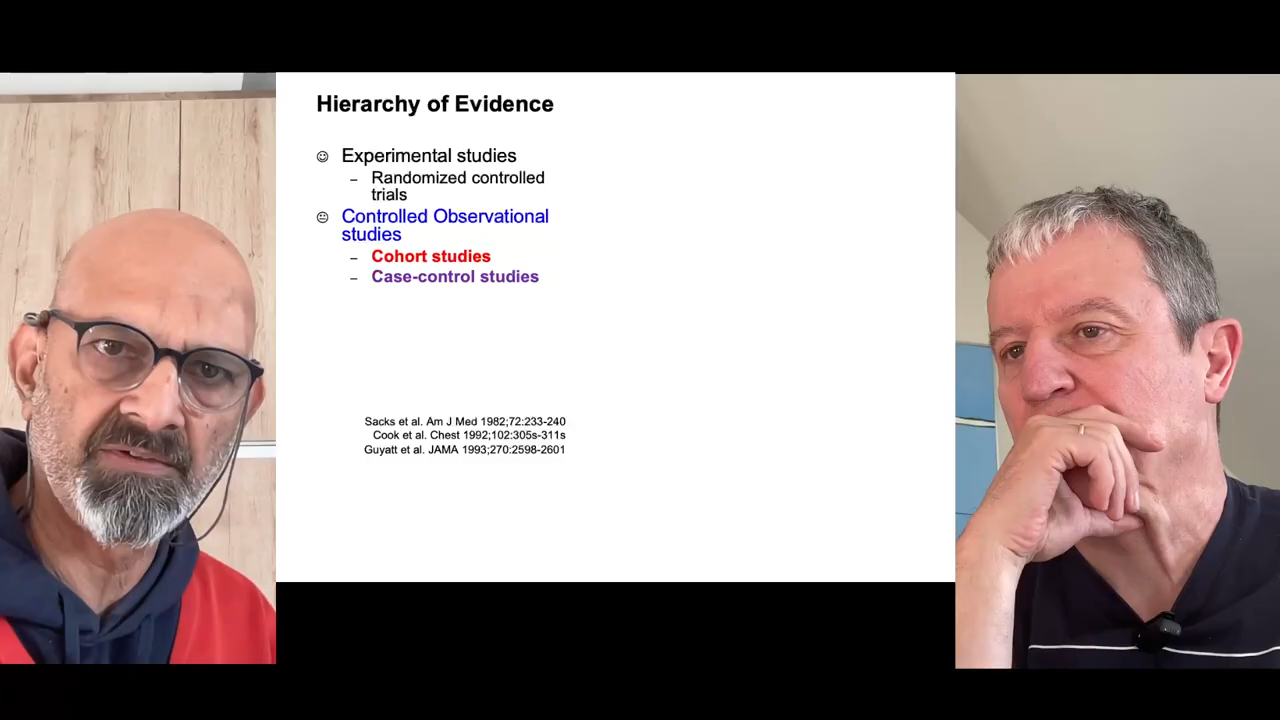 Hierarchy of Evidence
Experimental studies
– Randomized controlled
trials
Controlled Observational
studies
– Cohort studies
– Case-control studies
Sacks et al. Am J Med 1982;72:233-240
Cook et al. Chest 1992;102:305s-311s
Guyatt et al. JAMA 1993;270:2598-2601